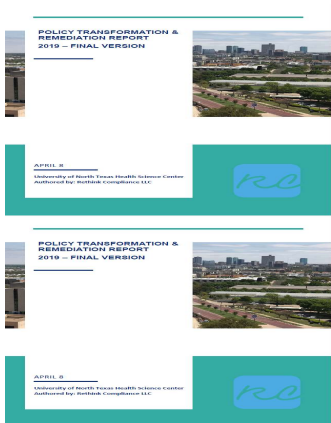 POLICY TRANSFORMATION &
REMEDIATION REPORT
2019 – FINAL VERSION
APRIL 8
University of North Texas Health Science Center
Authored by: Rethink Compliance LLC
rc
POLICY TRANSFORMATION &
REMEDIATION REPORT
2019 – FINAL VERSION
APRIL 8
University of North Texas Health Science Center
Authored by: Rethink Compliance LLC
rc